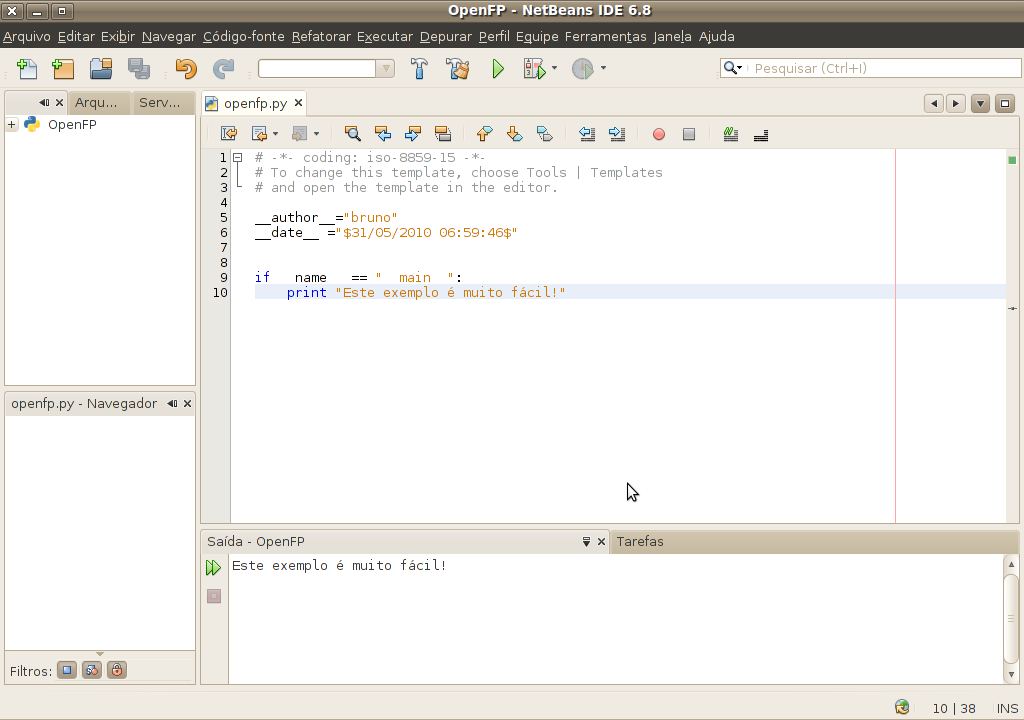 OpenFP - NetBeans IDE 6.8
Arquivo Editar Exibir Navegar Código-fonte Refatorar Executar Depurar Perfil Equipe Ferramentas Janela Ajuda
Pesquisar (Ctrl+I)
Arqu... Serv...
OpenFP
openfp.py
1 # -*- coding: iso-8859-15 -*-
2 # To change this template, choose Tools | Templates
3 # and open the template in the editor.
4
5 __author__="bruno"
6 __date__ ="$31/05/2010 06:59:46$"
7
8
9 if __name__ == "__main__":
10 print "Este exemplo é muito fácil!"
openfp.py - Navegador
Filtros:
Saída - OpenFP
Tarefas
Este exemplo é muito fácil!
10 | 38 INS